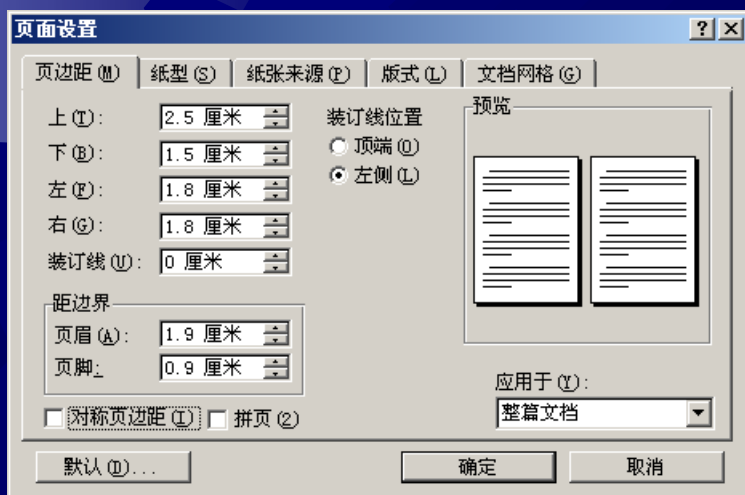 页面设置
页边距(M) 纸型(S) 纸张来源(P) 版式(L) 文档网格(G)
上(T): 2.5 厘米
下(B): 1.5 厘米
左(F): 1.8 厘米
右(G): 1.8 厘米
装订线(U): 0 厘米
装订线位置
顶端(O)
左侧(L)
预览
距边界
页眉(A): 1.9 厘米
页脚: 0.9 厘米
应用于(Y):
整篇文档
对称页边距(I) 拼页(2)
默认(D)... 确定 取消